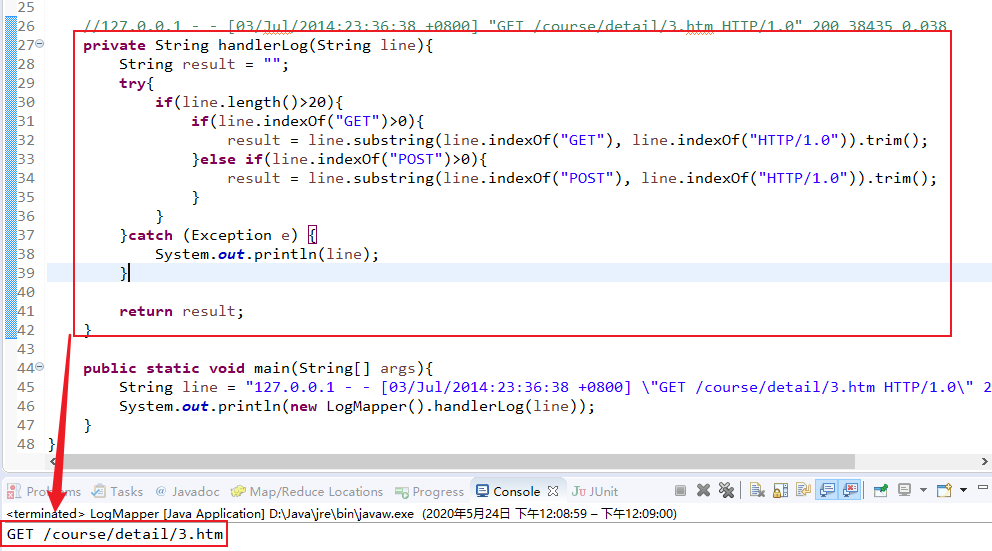 25
26 //127.0.0.1 - - [03/Jul/2014:23:36:38 +0800] "GET /course/detail/3.htm HTTP/1.0" 200 38435 0.038
27 private String handlerLog(String line){
28 String result = "";
29 try{
30 if(line.length()>20){
31 if(line.indexOf("GET")>0){
32 result = line.substring(line.indexOf("GET"), line.indexOf("HTTP/1.0")).trim();
33 }else if(line.indexOf("POST")>0){
34 result = line.substring(line.indexOf("POST"), line.indexOf("HTTP/1.0")).trim();
35 }
36 }
37 }catch (Exception e) {
38 System.out.println(line);
39 }
40
41 return result;
42 }
43
44 public static void main(String[] args){
45 String line = "127.0.0.1 - - [03/Jul/2014:23:36:38 +0800] \"GET /course/detail/3.htm HTTP/1.0\" 2
46 System.out.println(new LogMapper().handlerLog(line));
47 }
48 }
Problems Tasks @ Javadoc Map/Reduce Locations Progress Console JUnit
<terminated> LogMapper [Java Application] D:\Java\jre\bin\javaw.exe (2020年5月24日 下午12:08:59 – 下午12:09:00)
GET /course/detail/3.htm